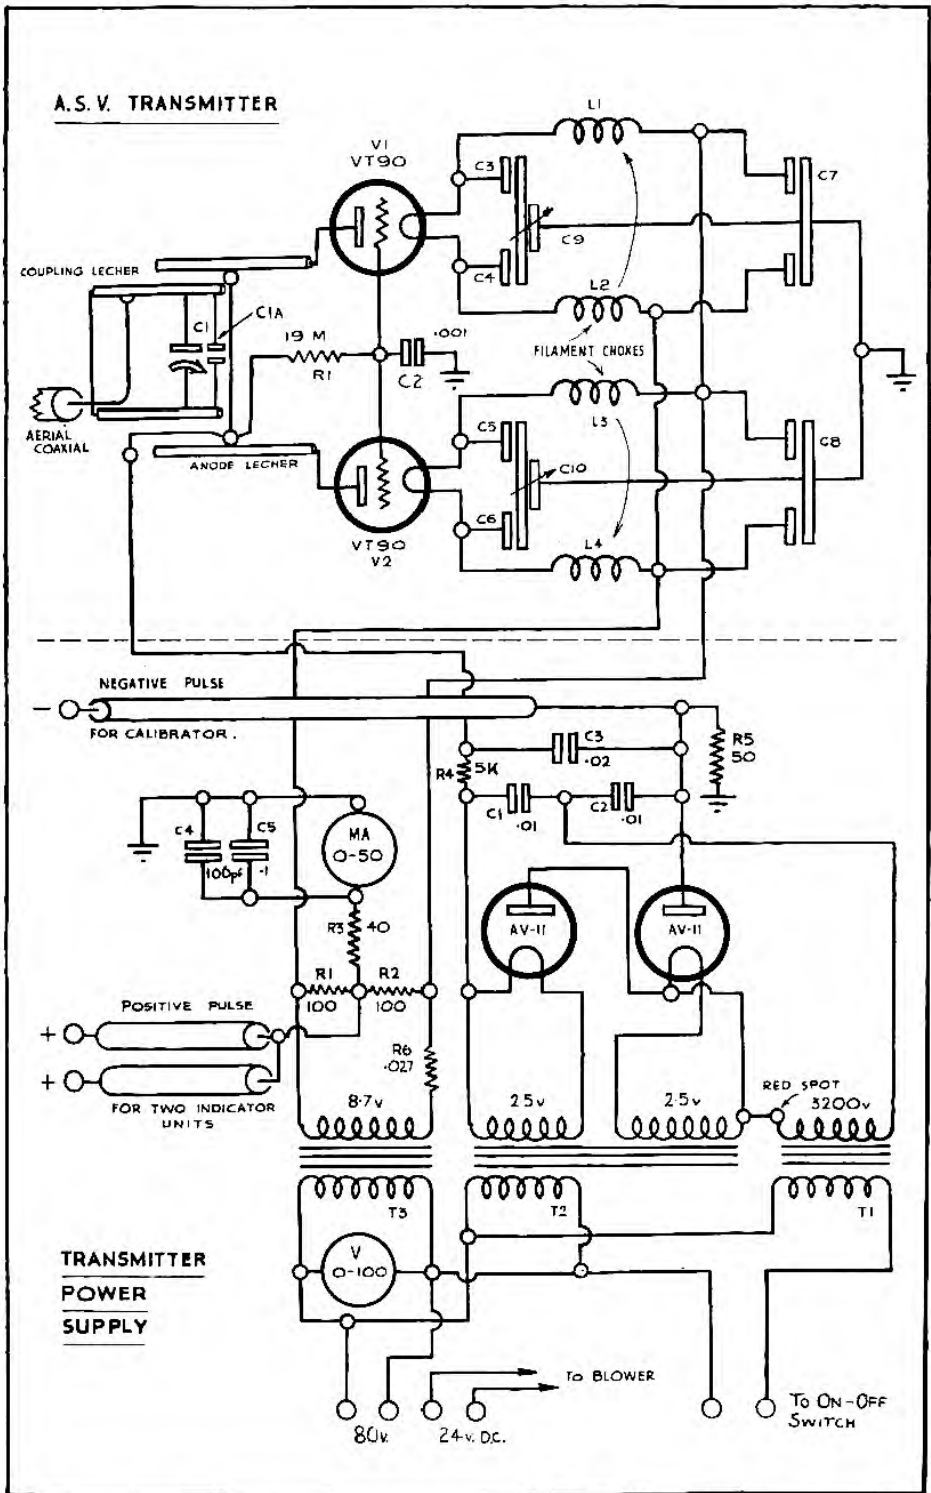 A.S.V. TRANSMITTER
V1
VT90
L1
C3
C7
C9
C4
COUPLING LECHER
C1
C1A
L2
19 M
R1
.001
C2
FILAMENT CHOKES
AERIAL
COAXIAL
L3
C5
C8
ANODE LECHER
C10
C6
VT90
V2
L4
NEGATIVE PULSE
-
FOR CALIBRATOR.
C3
.02
R5
50
R4
5K
C1
.01
C2
.01
C4
100pf
C5
.1
MA
0-50
R3
40
AV-11
AV-11
R1
100
R2
100
POSITIVE PULSE
+
+
FOR TWO INDICATOR
UNITS
R6
.027
8.7v
2.5v
2.5v
RED SPOT
3200v
T3
T2
T1
V
0-100
TRANSMITTER
POWER
SUPPLY
TO BLOWER
80v.
24v. D.C.
TO ON-OFF
SWITCH